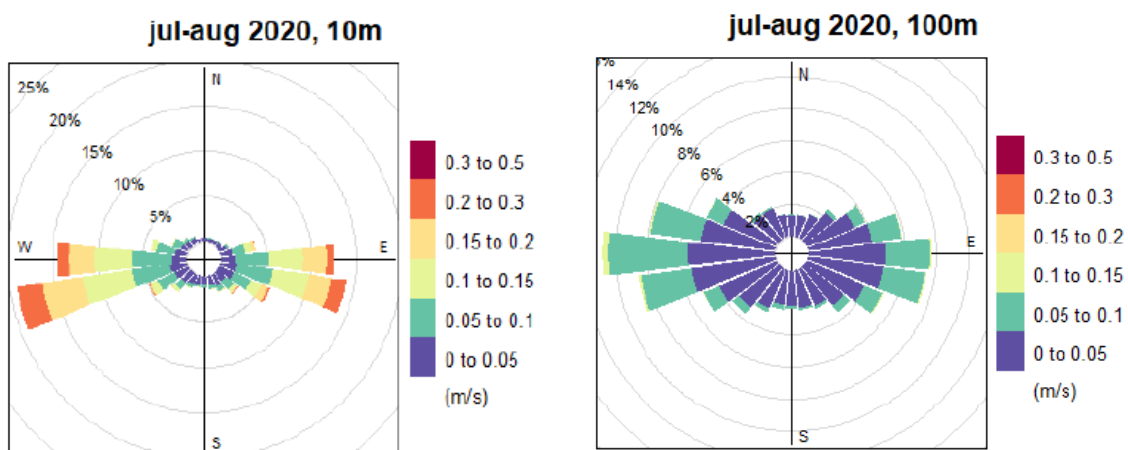 jul-aug 2020, 10m
25%
20%
15%
10%
5%
N
W
E
S
0.3 to 0.5
0.2 to 0.3
0.15 to 0.2
0.1 to 0.15
0.05 to 0.1
0 to 0.05
(m/s)
jul-aug 2020, 100m
14%
12%
10%
8%
6%
4%
2%
N
E
S
0.3 to 0.5
0.2 to 0.3
0.15 to 0.2
0.1 to 0.15
0.05 to 0.1
0 to 0.05
(m/s)